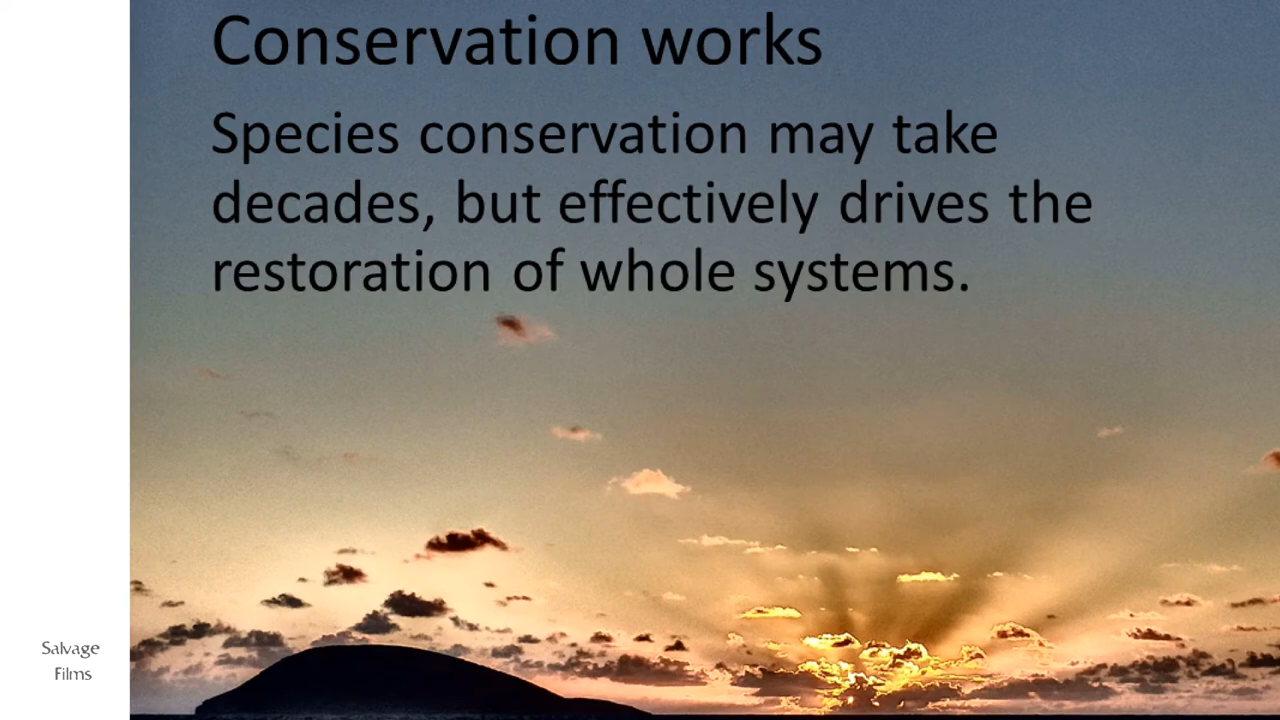 Conservation works
Species conservation may take
decades, but effectively drives the
restoration of whole systems.
Salvage
Films